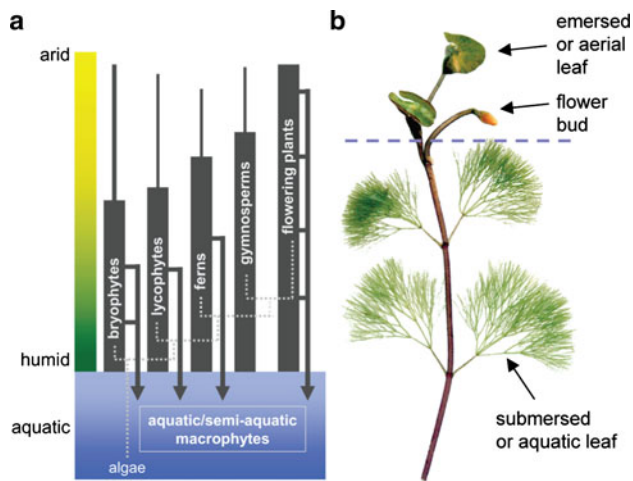 a
arid
humid
aquatic
bryophytes
lycophytes
ferns
gymnosperms
flowering plants
aquatic/semi-aquatic
macrophytes
algae
b
emersed
or aerial
leaf
flower
bud
submersed
or aquatic leaf